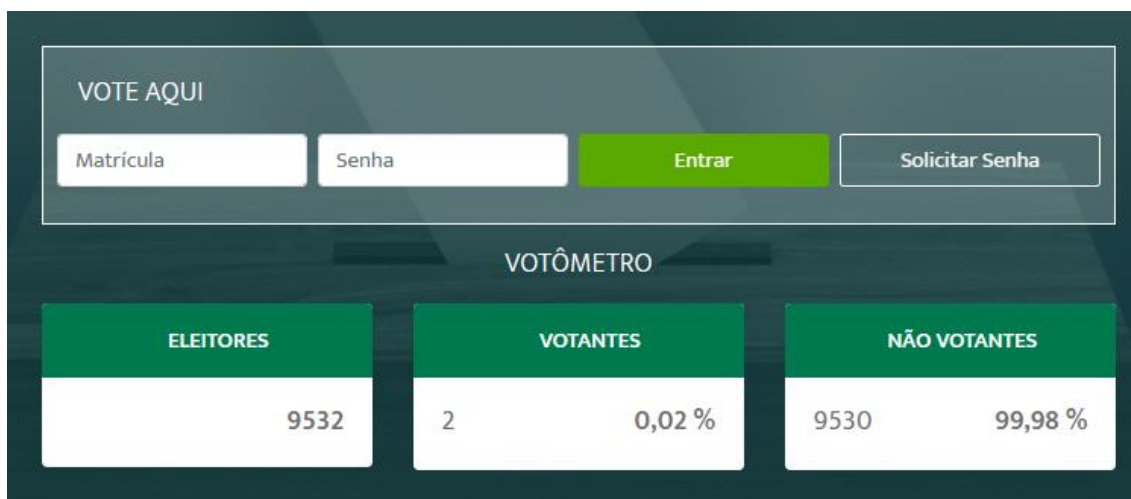 VOTE AQUI
Matrícula Senha Entrar Solicitar Senha
VOTÔMETRO
ELEITORES VOTANTES NÃO VOTANTES
9532 2 0,02 % 9530 99,98 %